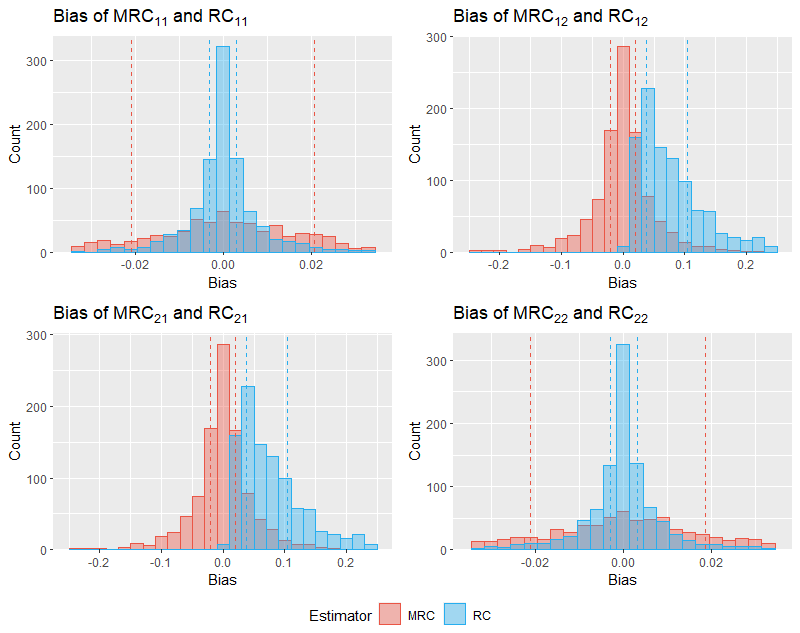 Bias of MRC₁₁ and RC₁₁
300
200
100
0
Count
-0.02 0.00 0.02
Bias
Bias of MRC₁₂ and RC₁₂
300
200
100
0
Count
-0.2 -0.1 0.0 0.1 0.2
Bias
Bias of MRC₂₁ and RC₂₁
300
200
100
0
Count
-0.2 -0.1 0.0 0.1 0.2
Bias
Bias of MRC₂₂ and RC₂₂
300
200
100
0
Count
-0.02 0.00 0.02
Bias
Estimator MRC RC